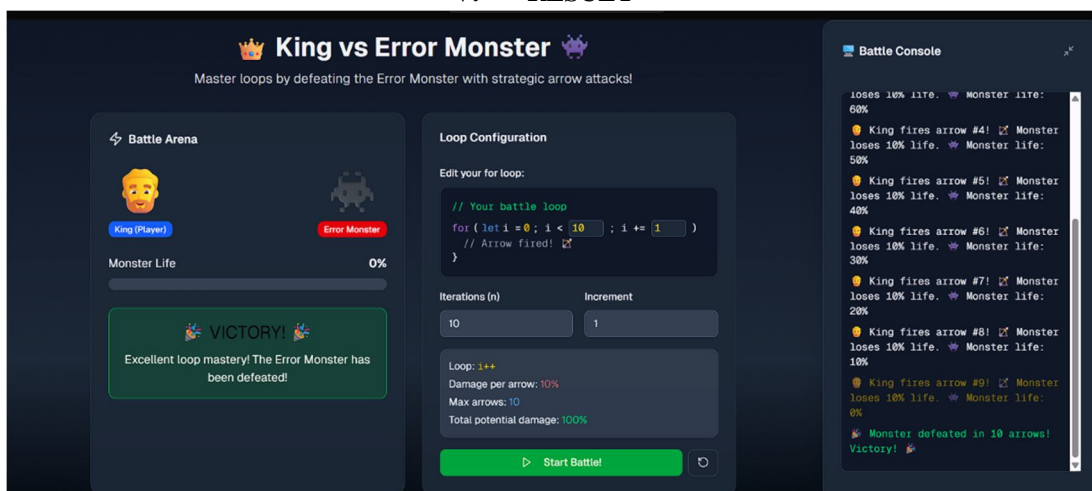 👑 King vs Error Monster 👾
Master loops by defeating the Error Monster with strategic arrow attacks!
Battle Arena
King (Player)
Error Monster
Monster Life 0%
🎉 VICTORY! 🎉
Excellent loop mastery! The Error Monster has
been defeated!
Loop Configuration
Edit your for loop:
// Your battle loop
for ( let i = 0 ; i < 10 ; i += 1 )
// Arrow fired! 🏹
}
Iterations (n) Increment
10 1
Loop: i++
Damage per arrow: 10%
Max arrows: 10
Total potential damage: 100%
Start Battle!
🖥️ Battle Console
loses 10% life. 👾 Monster life:
60%
👴 King fires arrow #4! 🏹 Monster
loses 10% life. 👾 Monster life:
50%
👴 King fires arrow #5! 🏹 Monster
loses 10% life. 👾 Monster life:
40%
👴 King fires arrow #6! 🏹 Monster
loses 10% life. 👾 Monster life:
30%
👴 King fires arrow #7! 🏹 Monster
loses 10% life. 👾 Monster life:
20%
👴 King fires arrow #8! 🏹 Monster
loses 10% life. 👾 Monster life:
10%
👴 King fires arrow #9! 🏹 Monster
loses 10% life. 👾 Monster life:
0%
🎉 Monster defeated in 10 arrows!
Victory! 🎉